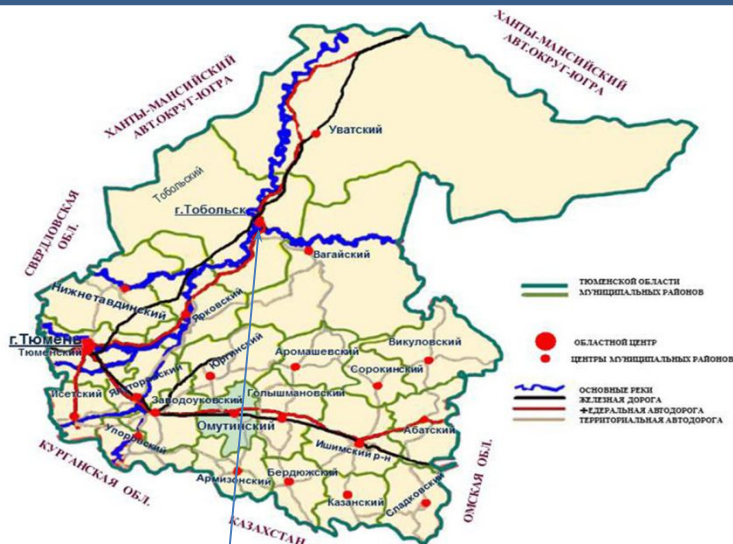 ХАНТЫ-МАНСИЙСКИЙ
АВТ.ОКРУГ-ЮГРА
ХАНТЫ-МАНСИЙСКИЙ
АВТ.ОКРУГ-ЮГРА
Уватский
Тобольский
г.Тобольск
СВЕРДЛОВСКАЯ
ОБЛ.
Вагайский
Нижнетавдинский
Ярковский
г.Тюмень
Тюменский
Юргинский
Аромашевский
Викуловский
Сорокинский
Исетский
Ялуторовский
Заводоуковский
Голышмановский
Омутинский
Абатский
Упоровский
Ишимский р-н
Армизонский
Бердюжский
Казанский
Сладковский
КУРГАНСКАЯ ОБЛ.
КАЗАХСТАН
ОМСКАЯ ОБЛ.
ТЮМЕНСКОЙ ОБЛАСТИ
МУНИЦИПАЛЬНЫХ РАЙОНОВ
ОБЛАСТНОЙ ЦЕНТР
ЦЕНТРЫ МУНИЦИПАЛЬНЫХ РАЙОНОВ
ОСНОВНЫЕ РЕКИ
ЖЕЛЕЗНАЯ ДОРОГА
ФЕДЕРАЛЬНАЯ АВТОДОРОГА
ТЕРРИТОРИАЛЬНАЯ АВТОДОРОГА